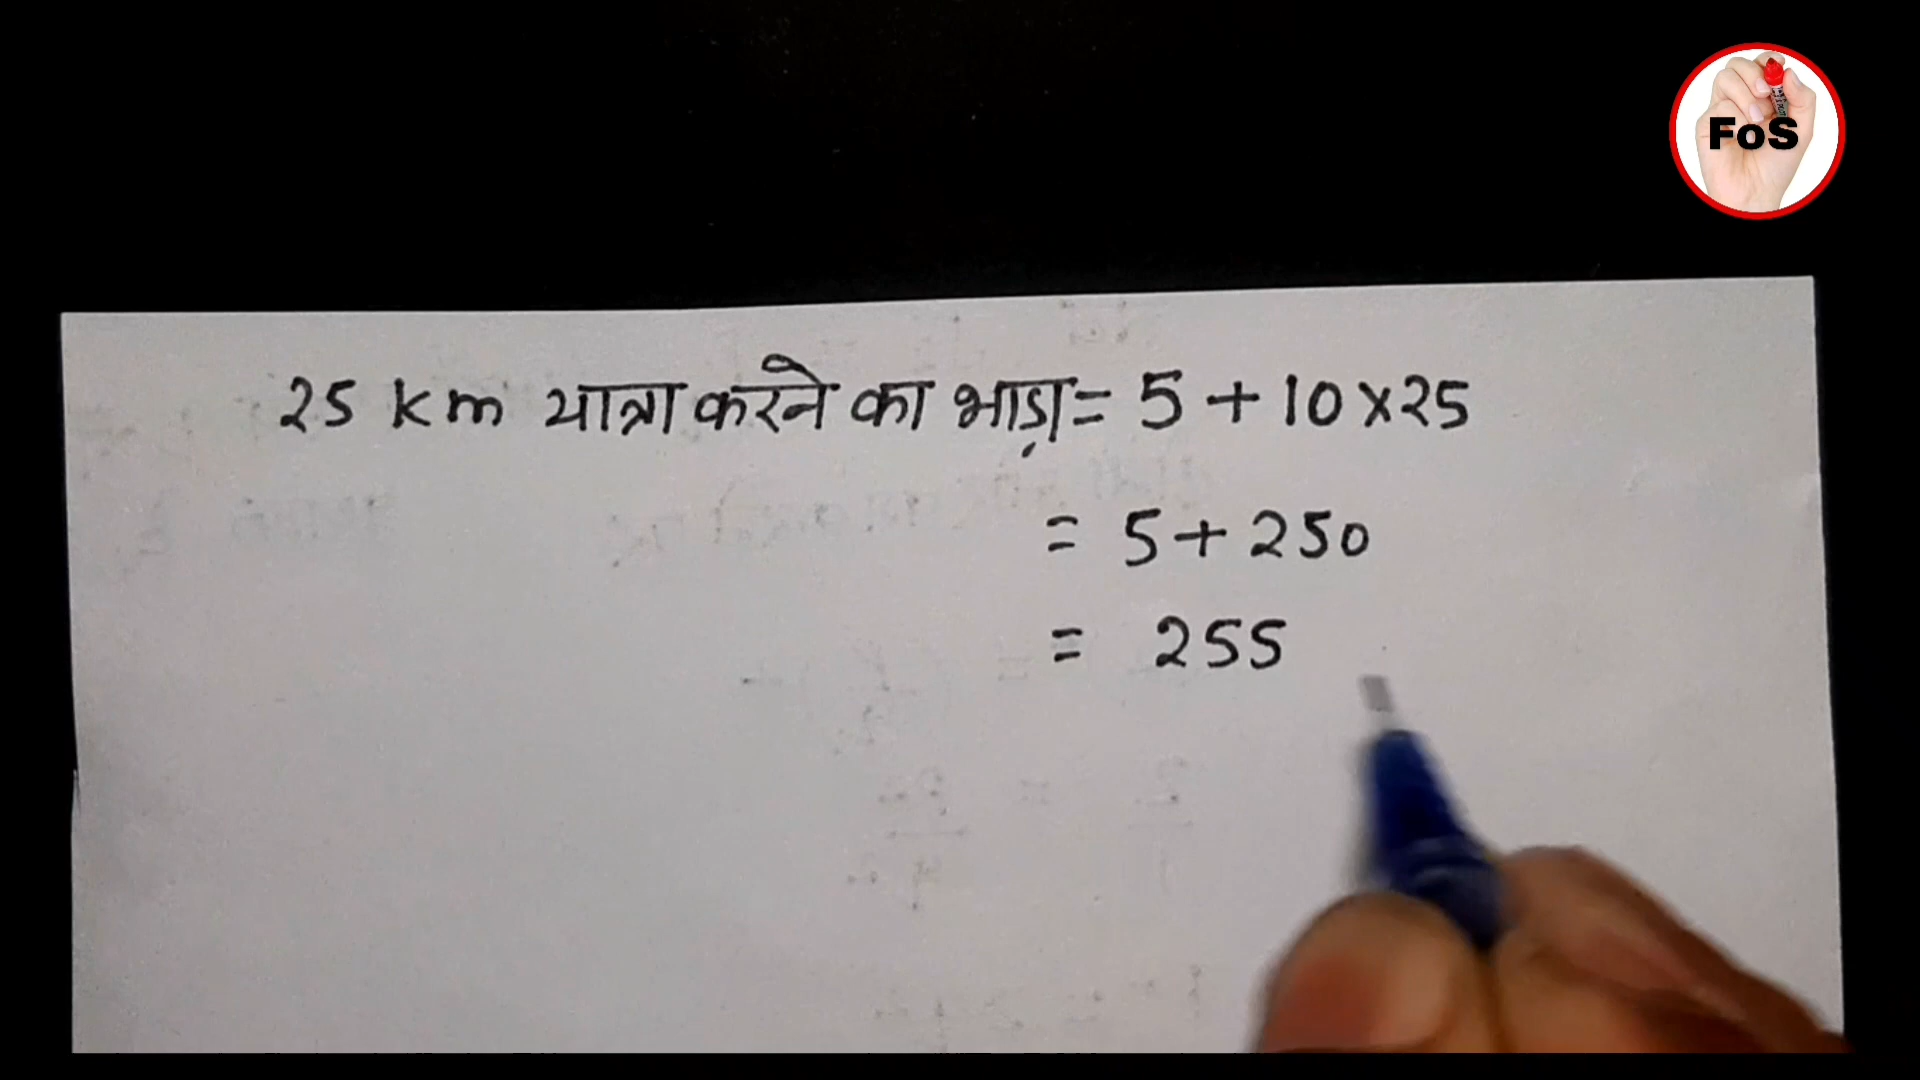 FoS
25 km यात्रा करने का भाड़ा = 5 + 10 x 25
= 5 + 250
= 255